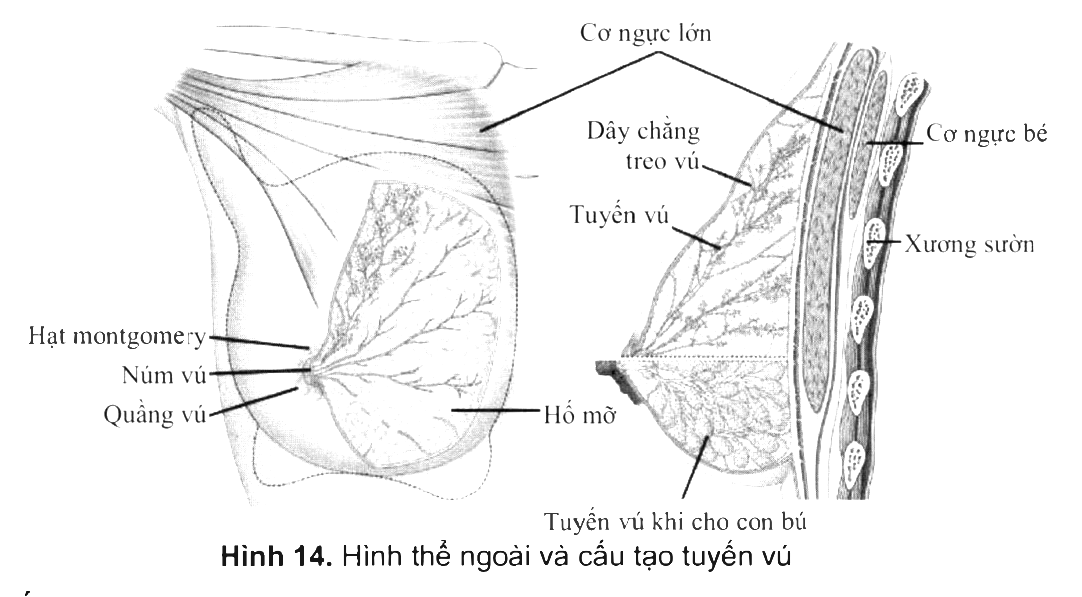 Cơ ngực lớn
Dây chằng
treo vú
Cơ ngực bé
Tuyến vú
Xương sườn
Hạt montgomery
Núm vú
Quầng vú
Hố mỡ
Tuyến vú khi cho con bú
Hình 14. Hình thể ngoài và cấu tạo tuyến vú